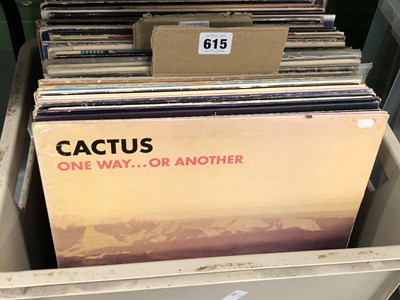 615
CACTUS
ONE WAY...OR ANOTHER